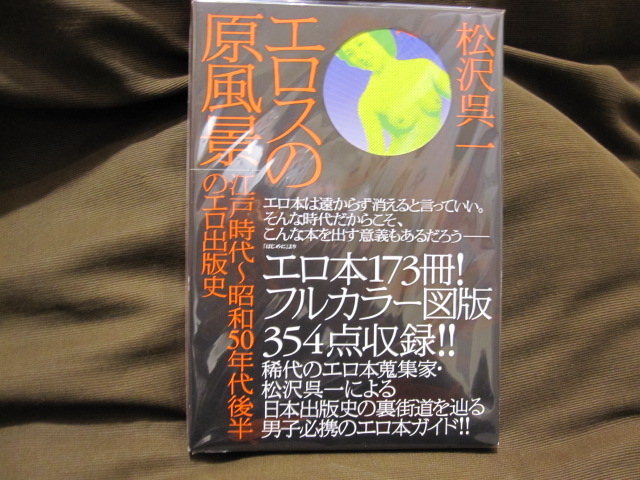 松沢呉一
エロスの
原風景
江戸時代〜昭和50年代後半
のエロ出版史
エロ本は遠からず消えると言っていい。
そんな時代だからこそ、
こんな本を出す意義もあるだろう──
「はじめに」より
エロ本173冊!
フルカラー図版
354点収録!!
稀代のエロ本蒐集家・
松沢呉一による
日本出版史の裏街道を辿る
男子必携のエロ本ガイド!!